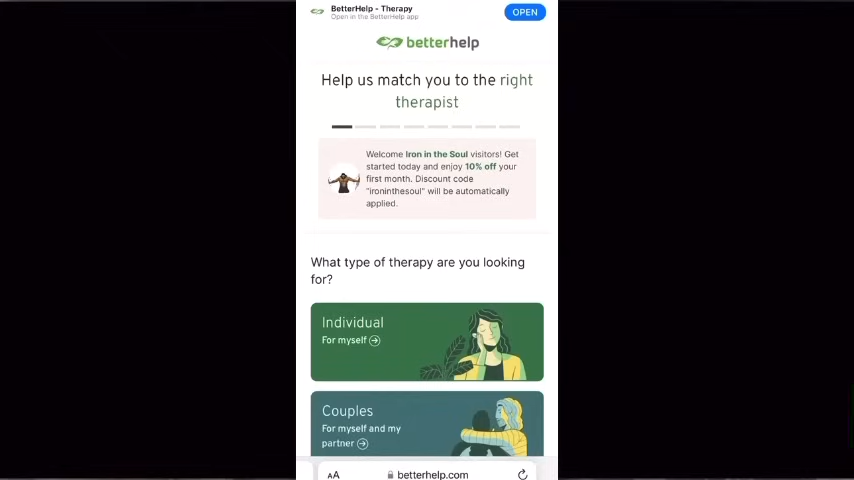 BetterHelp - Therapy
Open in the BetterHelp app
OPEN
betterhelp
Help us match you to the right
therapist
Welcome Iron in the Soul visitors! Get
started today and enjoy 10% off your
first month. Discount code
"ironinthesoul" will be automatically
applied.
What type of therapy are you looking
for?
Individual
For myself
Couples
For myself and my
partner
AA
betterhelp.com